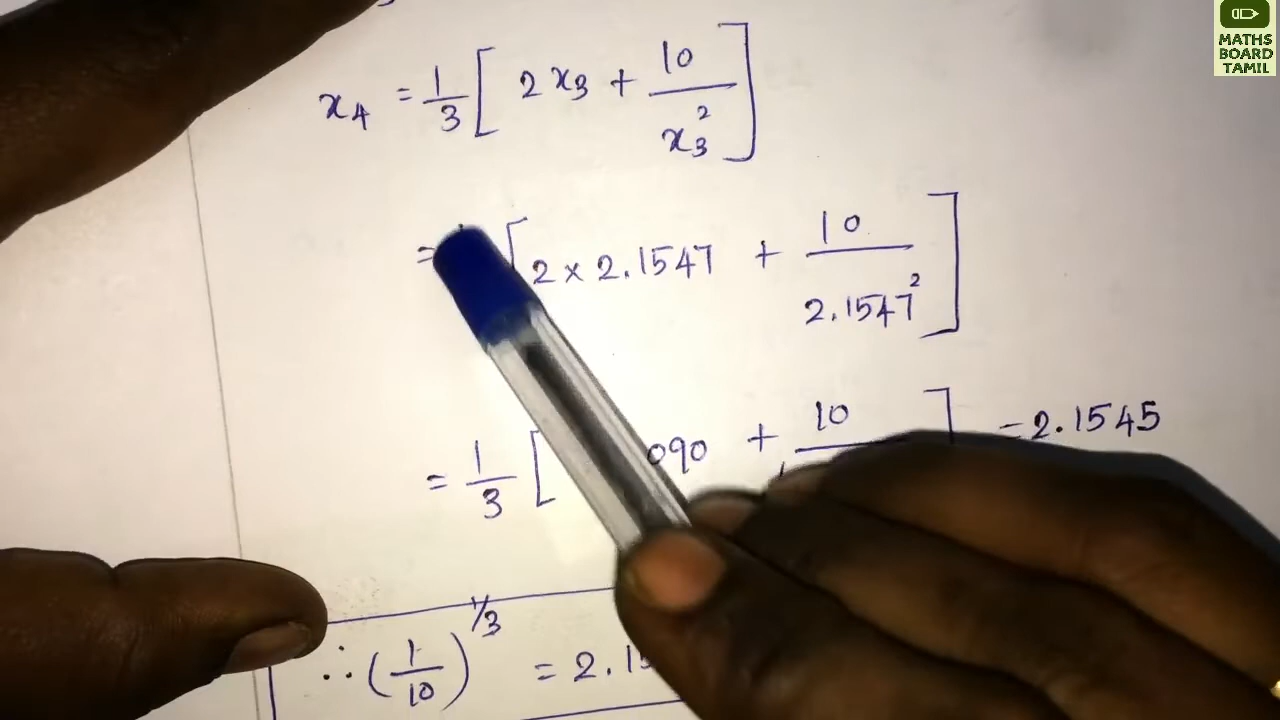 MATHS
BOARD
TAMIL
x₄ = 1/3 [ 2x₃ + 10/x₃² ]
= [ 2 × 2.1547 + 10/2.1547² ]
= 1/3 [ 090 + 10 ] = 2.1545
∴ (1/10)^1/3 = 2.15